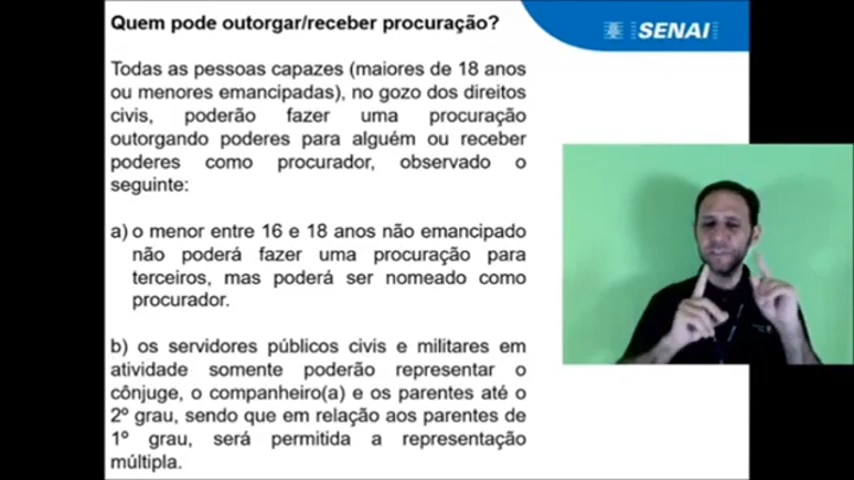 Quem pode outorgar/receber procuração?
SENAI
Todas as pessoas capazes (maiores de 18 anos
ou menores emancipadas), no gozo dos direitos
civis, poderão fazer uma procuração
outorgando poderes para alguém ou receber
poderes como procurador, observado o
seguinte:
a) o menor entre 16 e 18 anos não emancipado
não poderá fazer uma procuração para
terceiros, mas poderá ser nomeado como
procurador.
b) os servidores públicos civis e militares em
atividade somente poderão representar o
cônjuge, o companheiro(a) e os parentes até o
2º grau, sendo que em relação aos parentes de
1º grau, será permitida a representação
múltipla.